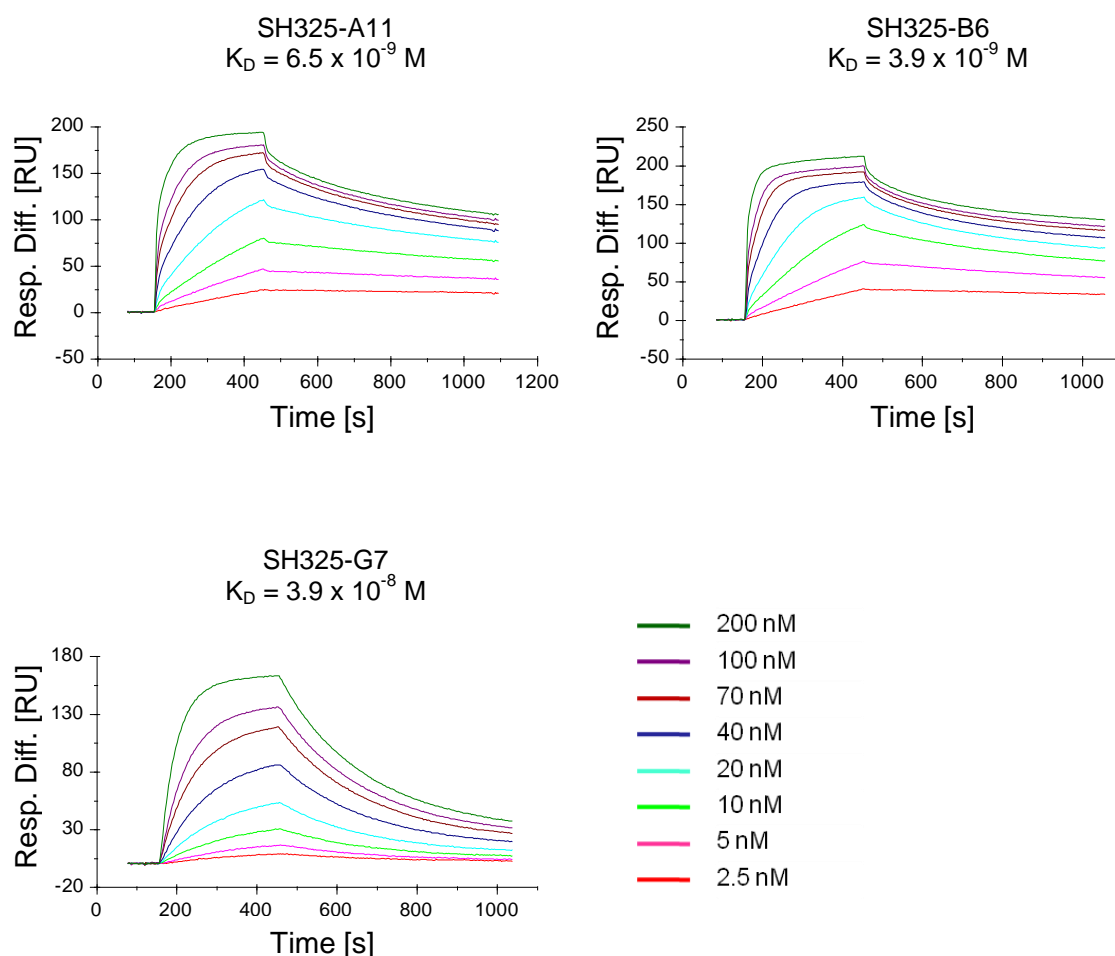 SH325-A11
K_D = 6.5 x 10^-9 M
Resp. Diff. [RU]
200
150
100
50
0
-50
0 200 400 600 800 1000 1200
Time [s]
SH325-B6
K_D = 3.9 x 10^-9 M
Resp. Diff. [RU]
250
200
150
100
50
0
-50
0 200 400 600 800 1000
Time [s]
SH325-G7
K_D = 3.9 x 10^-8 M
Resp. Diff. [RU]
180
130
80
30
-20
0 200 400 600 800 1000
Time [s]
200 nM
100 nM
70 nM
40 nM
20 nM
10 nM
5 nM
2.5 nM